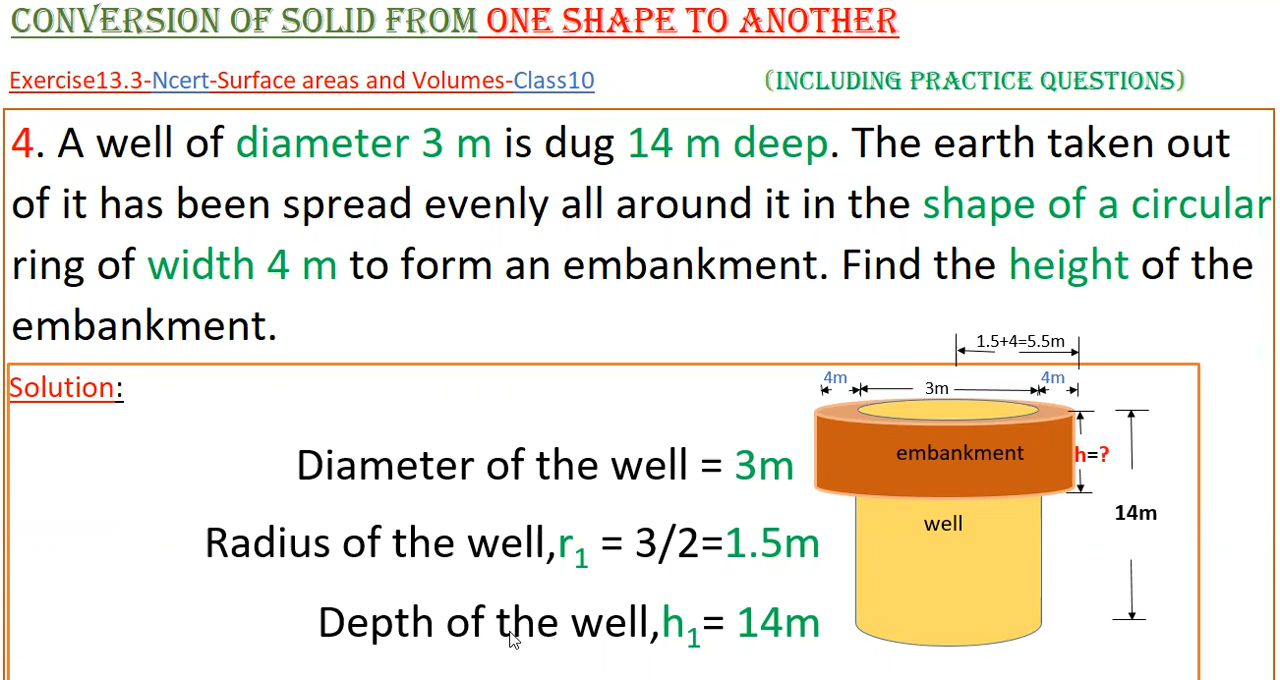 CONVERSION OF SOLID FROM ONE SHAPE TO ANOTHER
Exercise13.3-Ncert-Surface areas and Volumes-Class10
(INCLUDING PRACTICE QUESTIONS)
4. A well of diameter 3 m is dug 14 m deep. The earth taken out
of it has been spread evenly all around it in the shape of a circular
ring of width 4 m to form an embankment. Find the height of the
embankment.
Solution:
1.5+4=5.5m
4m
3m
4m
embankment
h=?
well
14m
Diameter of the well = 3m
Radius of the well,r₁ = 3/2=1.5m
Depth of the well,h₁= 14m